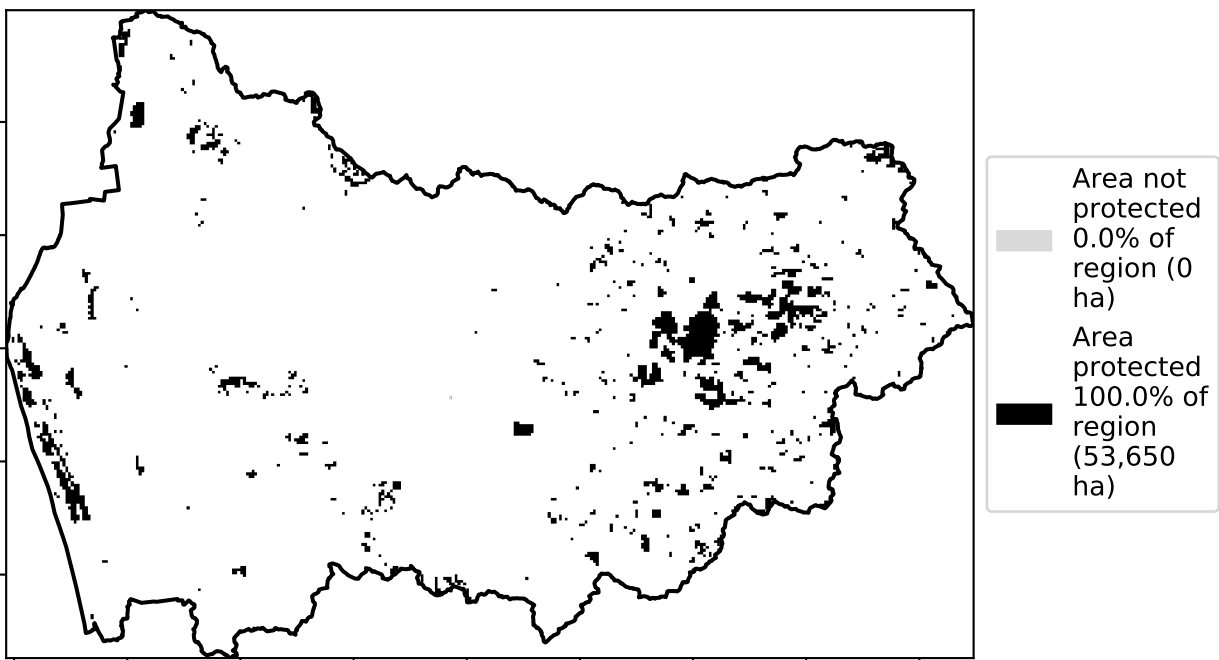 Area not
protected
0.0% of
region (0
ha)
Area
protected
100.0% of
region
(53,650
ha)